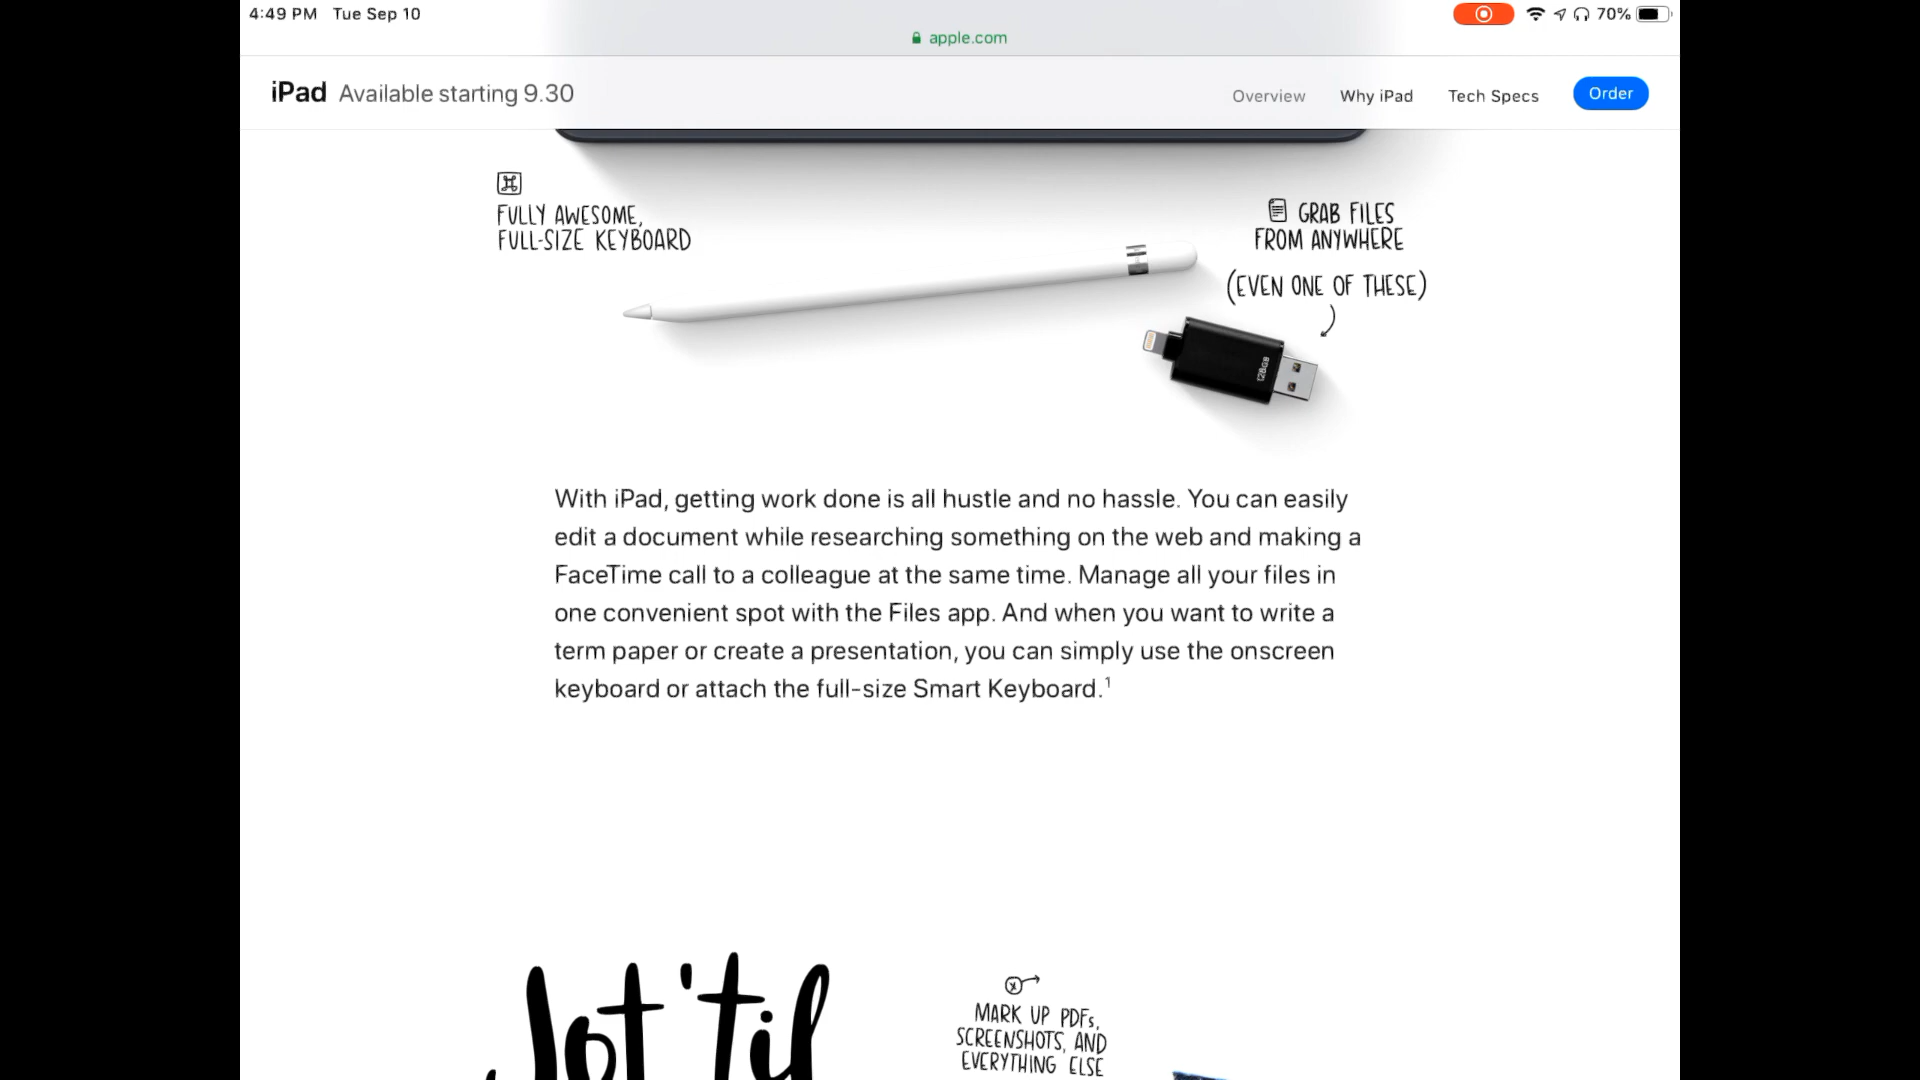 4:49 PM Tue Sep 10
70%
apple.com
iPad Available starting 9.30
Overview Why iPad Tech Specs Order
FULLY AWESOME,
FULL-SIZE KEYBOARD
GRAB FILES
FROM ANYWHERE
(EVEN ONE OF THESE)
128GB
With iPad, getting work done is all hustle and no hassle. You can easily
edit a document while researching something on the web and making a
FaceTime call to a colleague at the same time. Manage all your files in
one convenient spot with the Files app. And when you want to write a
term paper or create a presentation, you can simply use the onscreen
keyboard or attach the full-size Smart Keyboard.¹
Jot 'til
MARK UP PDFs,
SCREENSHOTS, AND
EVERYTHING ELSE